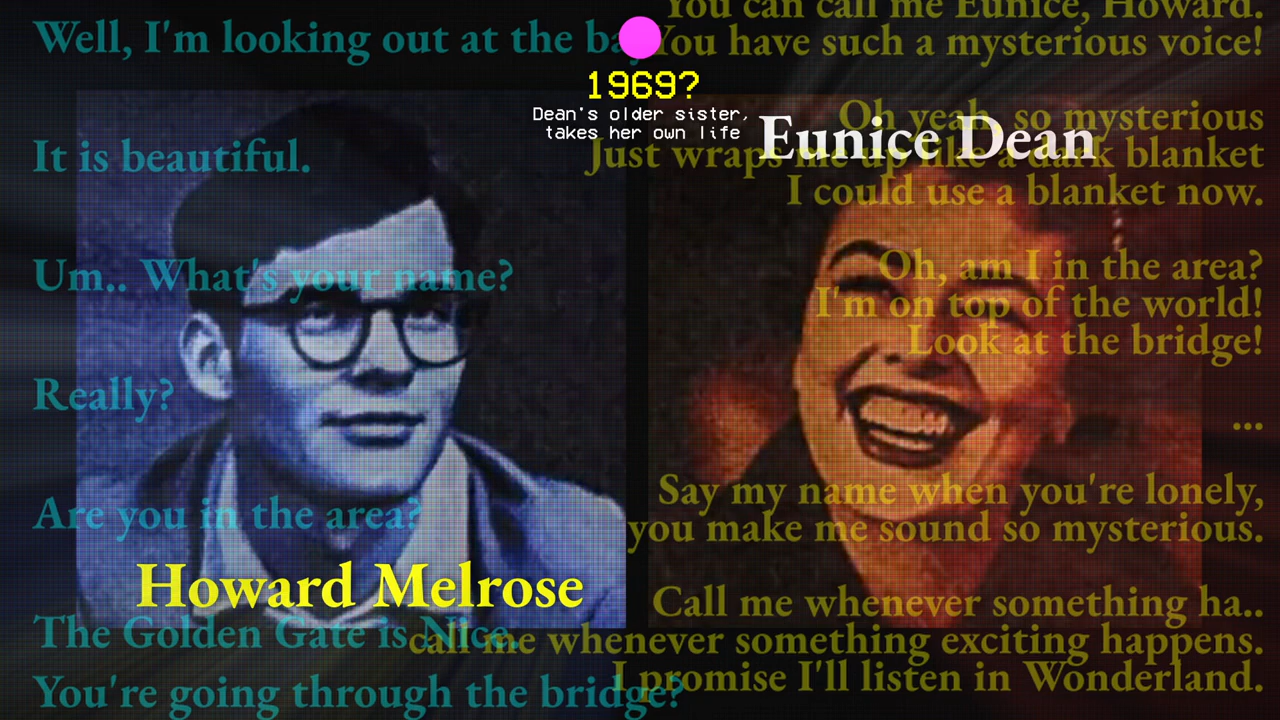 You can call me Eunice, Howard.
Well, I'm looking out at the ba
You have such a mysterious voice!
1969?
Dean's older sister,
takes her own life
Oh yeah, so mysterious
Eunice Dean
It is beautiful.
Just wraps me up like a dark blanket
I could use a blanket now.
Um.. What's your name?
Oh, am I in the area?
I'm on top of the world!
Look at the bridge!
Really?
...
Are you in the area?
Say my name when you're lonely,
you make me sound so mysterious.
Howard Melrose
Call me whenever something ha..
The Golden Gate is Nice.
call me whenever something exciting happens.
You're going through the bridge?
I promise I'll listen in Wonderland.